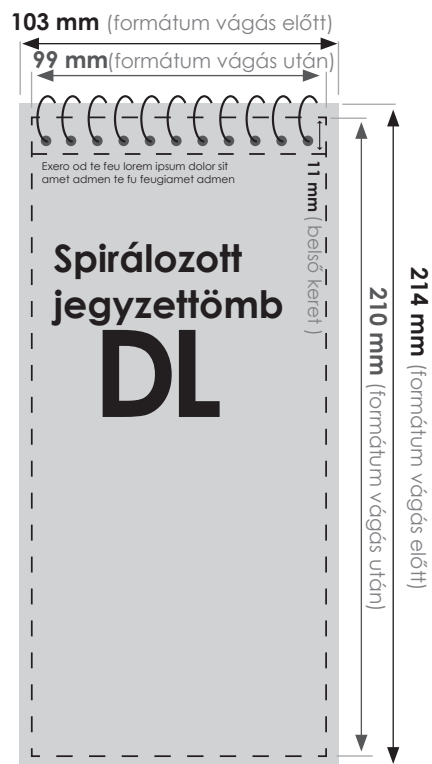 103 mm (formátum vágás előtt)
99 mm(formátum vágás után)
Exero od te feu lorem ipsum dolor sit
amet admen te fu feugiamet admen
11 mm ( belső keret )
Spirálozott
jegyzettömb
DL
210 mm (formátum vágás után)
214 mm (formátum vágás előtt)